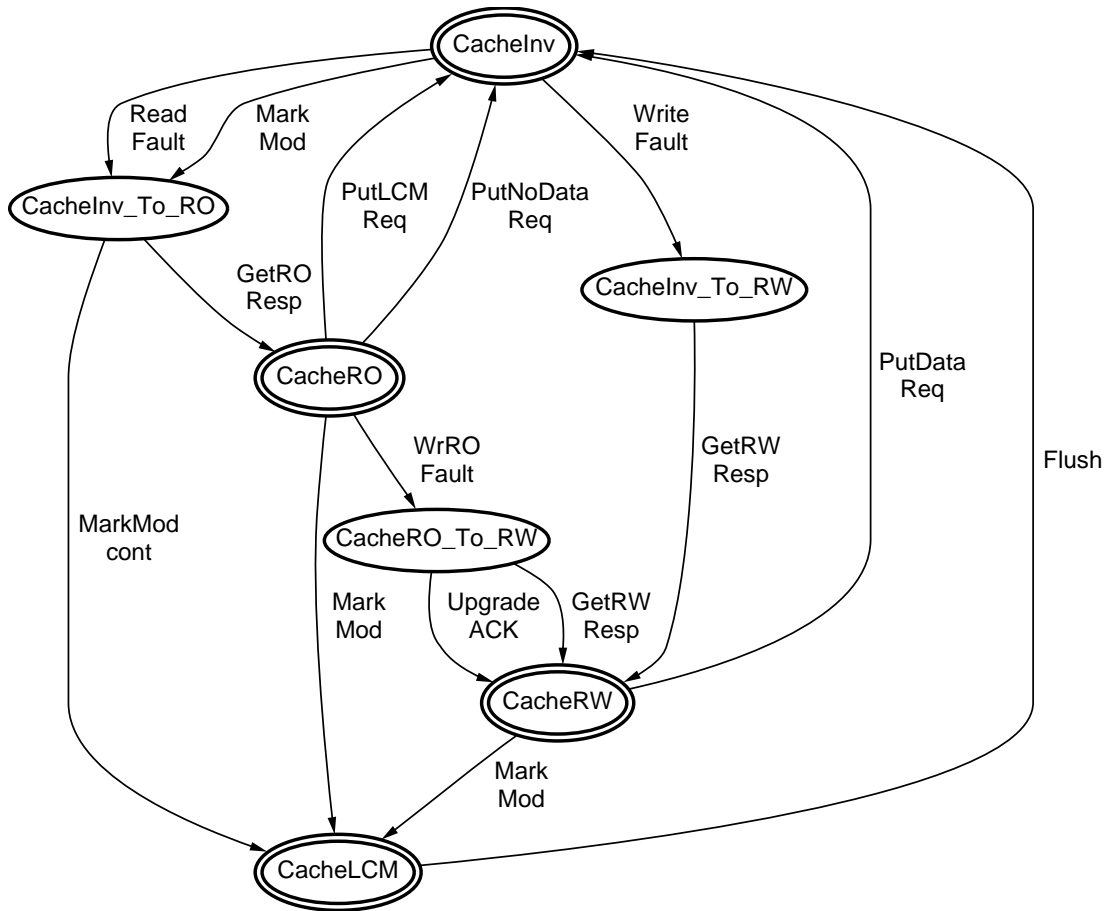 CacheInv
Read
Fault
Mark
Mod
Write
Fault
CacheInv_To_RO
PutLCM
Req
PutNoData
Req
GetRO
Resp
CacheInv_To_RW
CacheRO
PutData
Req
WrRO
Fault
GetRW
Resp
Flush
MarkMod
cont
CacheRO_To_RW
Mark
Mod
Upgrade
ACK
GetRW
Resp
CacheRW
Mark
Mod
CacheLCM